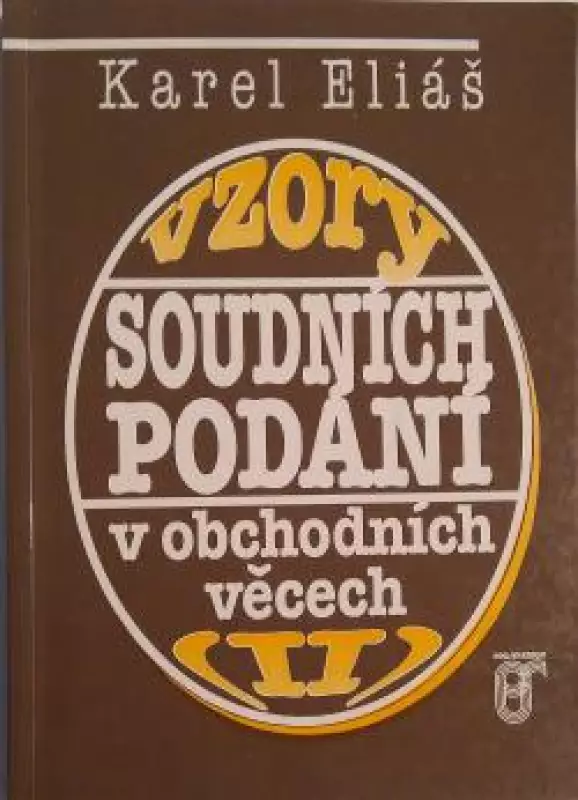 Karel Eliáš
vzory
SOUDNÍCH
PODÁNÍ
v obchodních
věcech
(II)